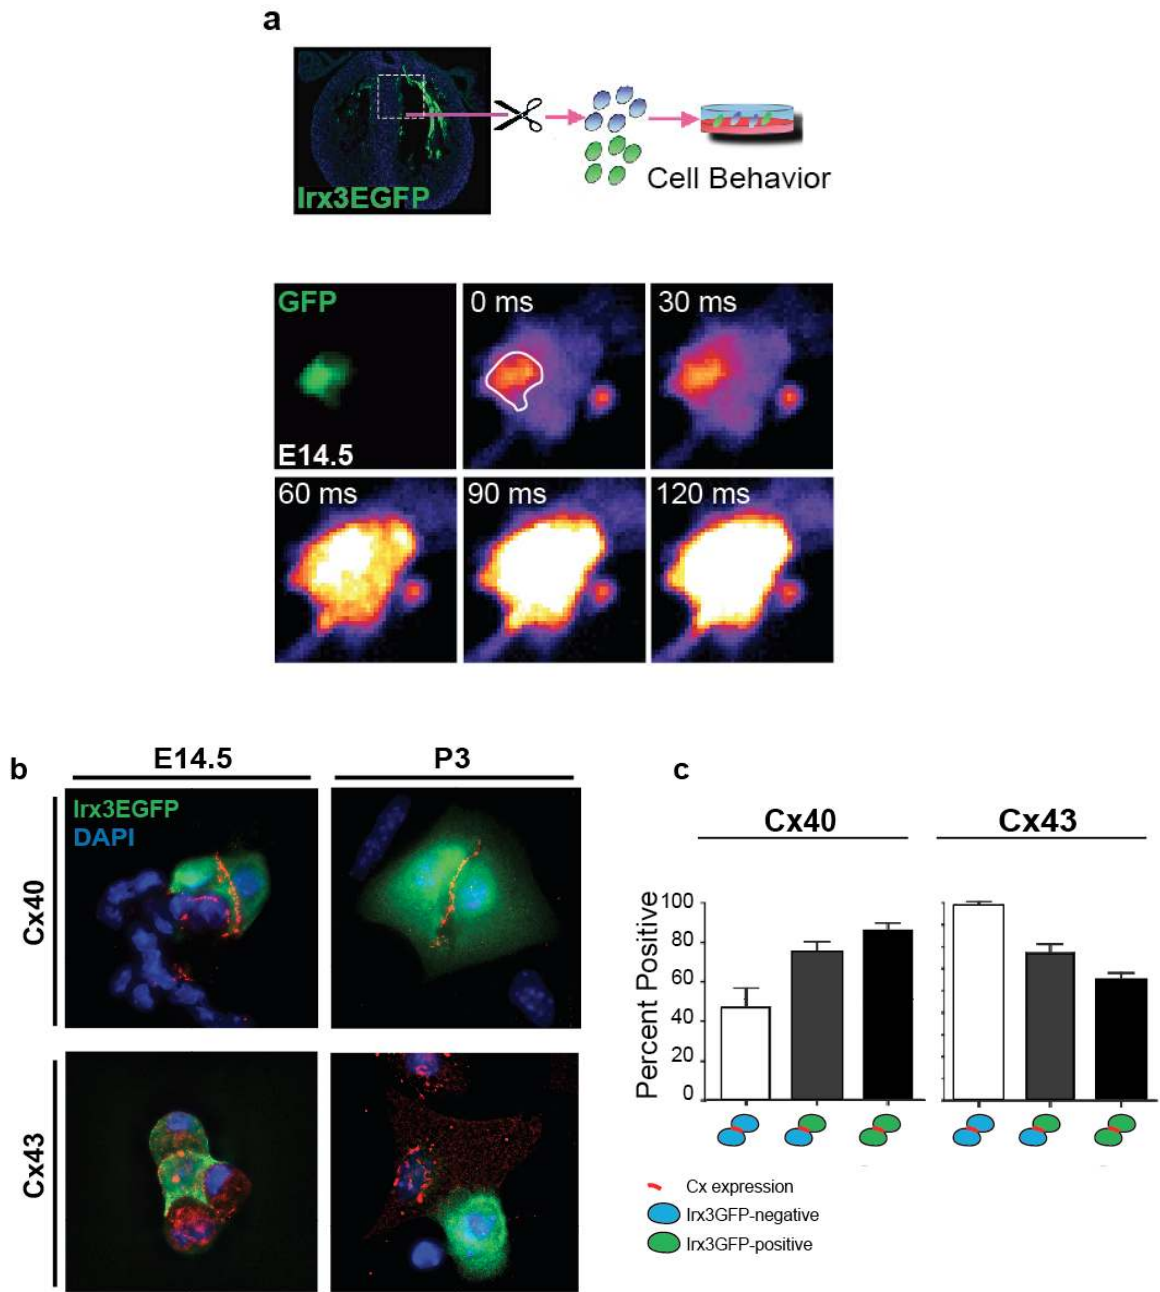 a
Irx3EGFP
Cell Behavior
GFP
E14.5
0 ms
30 ms
60 ms
90 ms
120 ms
b
E14.5
P3
Cx40
Irx3EGFP
DAPI
Cx43
c
Cx40
Cx43
Percent Positive
100
80
60
40
20
0
Cx expression
Irx3GFP-negative
Irx3GFP-positive